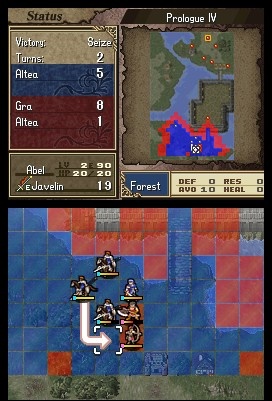 Status
Prologue IV
Victory: Seize
Turns: 2
Altea 5
Gra 8
Altea 1
Abel
LV 2 90
HP 20 20
E Javelin 19
Forest
DEF 0 RES 0
AVO 10 HEAL 0